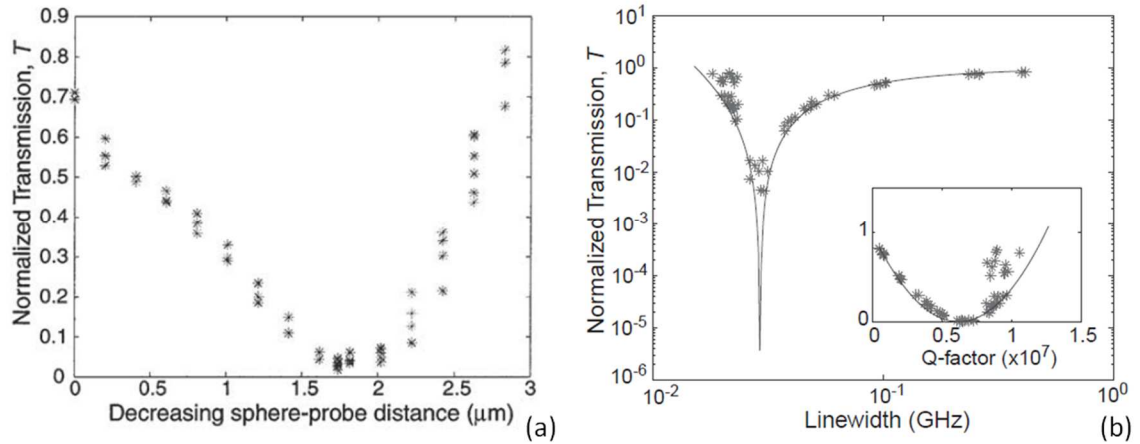 0.9
0.8
0.7
0.6
0.5
0.4
0.3
0.2
0.1
0
Normalized Transmission, T
0 0.5 1 1.5 2 2.5 3
Decreasing sphere-probe distance (μm)
(a)
10^1
10^0
10^-1
10^-2
10^-3
10^-4
10^-5
10^-6
Normalized Transmission, T
1
0
0 0.5 1 1.5
Q-factor (x10^7)
10^-2 10^-1 10^0
Linewidth (GHz)
(b)